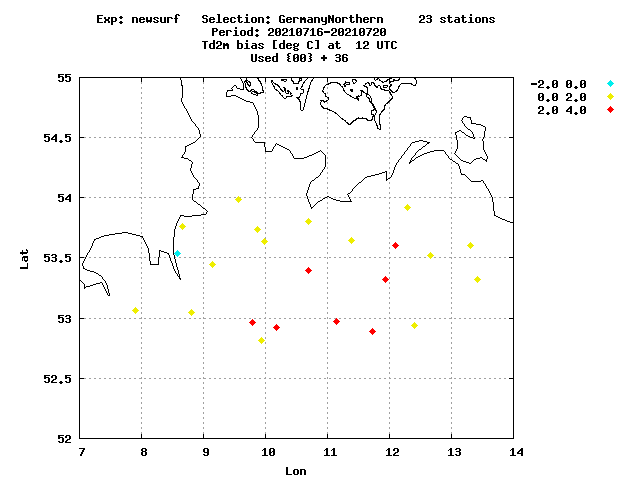 Exp: newsurf   Selection: GermanyNorthern     23 stations
Period: 20210716-20210720
Td2m bias [deg C] at  12 UTC
Used {00} + 36
-2.0 0.0
0.0 2.0
2.0 4.0
55
54.5
54
53.5
53
52.5
52
Lat
7 8 9 10 11 12 13 14
Lon